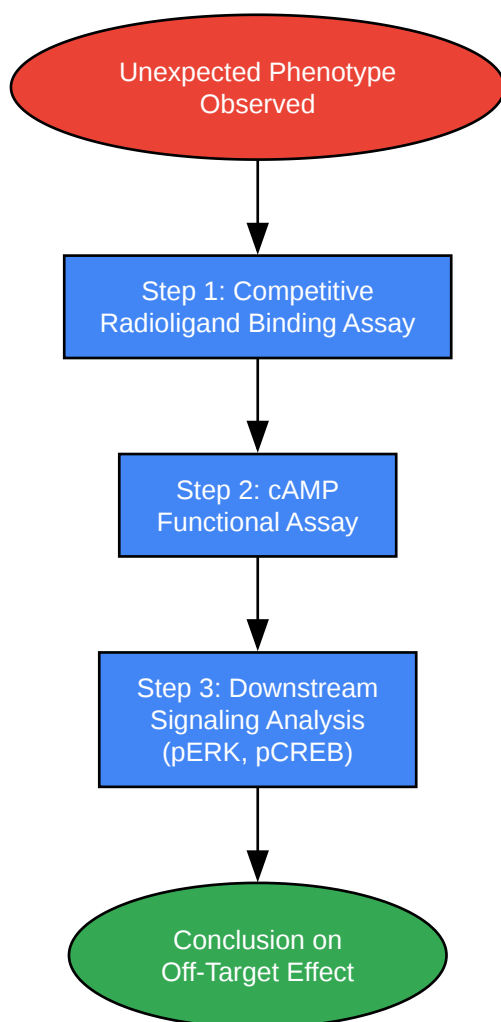 Unexpected Phenotype
Observed
Step 1: Competitive
Radioligand Binding Assay
Step 2: cAMP
Functional Assay
Step 3: Downstream
Signaling Analysis
(pERK, pCREB)
Conclusion on
Off-Target Effect